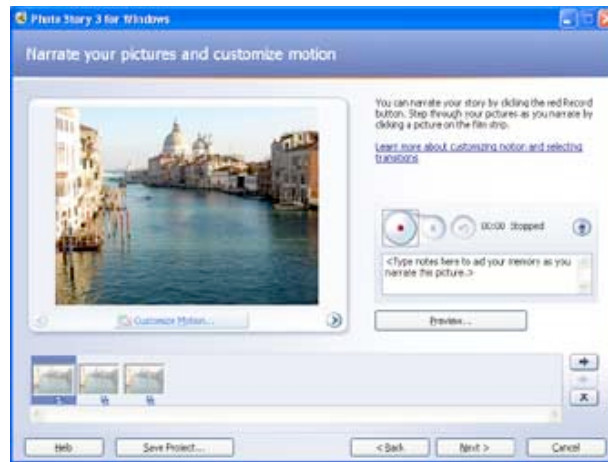 Photo Story 3 for Windows
Narrate your pictures and customize motion
You can narrate your story by clicking the red Record
button. Step through your pictures as you narrate by
clicking a picture on the film strip.
Learn more about customizing motion and selecting
transitions
00:00 Stopped
<Type notes here to aid your memory as you
narrate this picture.>
Customize Motion...
Preview...
Help
Save Project...
< Back
Next >
Cancel